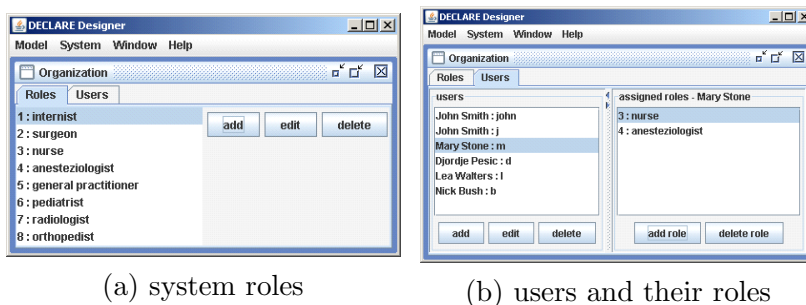 DECLARE Designer
Model System Window Help
Organization
Roles Users
1 : internist
2 : surgeon
3 : nurse
4 : anesteziologist
5 : general practitioner
6 : pediatrist
7 : radiologist
8 : orthopedist
add edit delete
(a) system roles
DECLARE Designer
Model System Window Help
Organization
Roles Users
users
John Smith : john
John Smith : j
Mary Stone : m
Djordje Pesic : d
Lea Walters : l
Nick Bush : b
add edit delete
assigned roles - Mary Stone
3 : nurse
4 : anesteziologist
add role delete role
(b) users and their roles